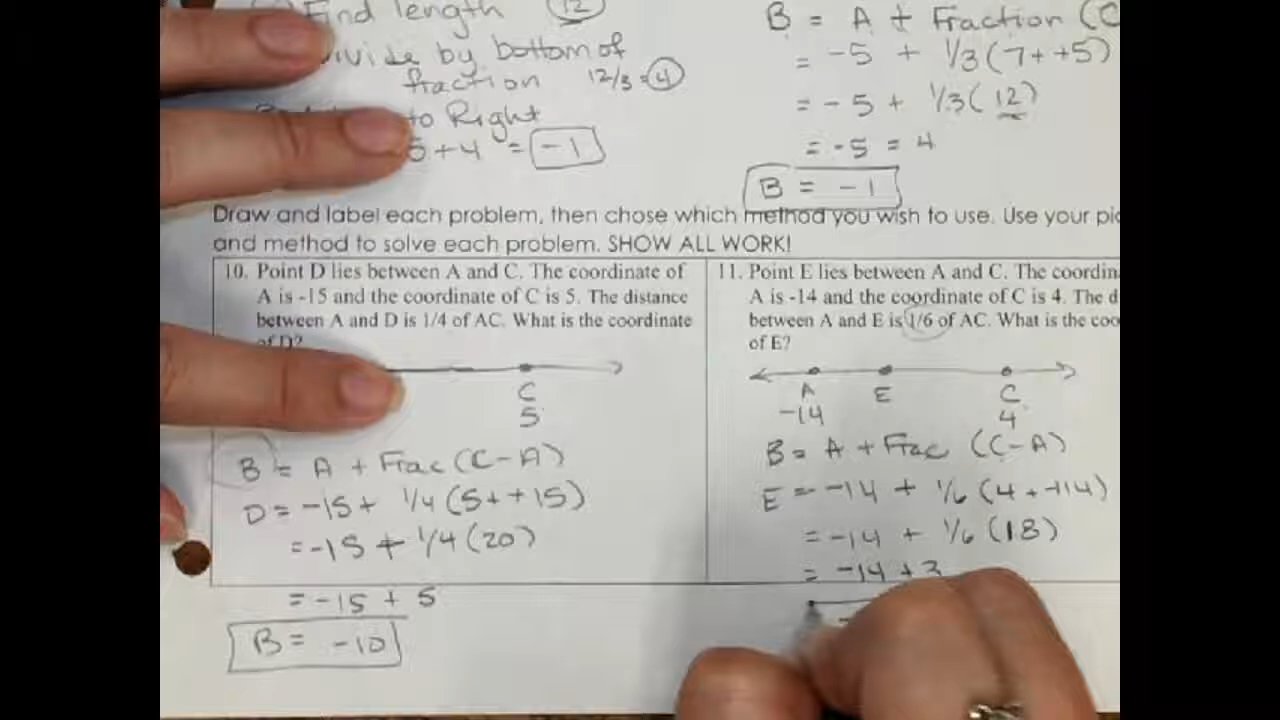 Find length 12
Divide by bottom of
fraction 12/3 = 4
to Right
5 + 4 = -1
B = A + Fraction (C
= -5 + 1/3 (7 + +5)
= -5 + 1/3 (12)
= -5 = 4
B = -1
Draw and label each problem, then chose which method you wish to use. Use your pic
and method to solve each problem. SHOW ALL WORK!
10. Point D lies between A and C. The coordinate of
A is -15 and the coordinate of C is 5. The distance
between A and D is 1/4 of AC. What is the coordinate
of D?
C
5
B = A + Frac (C - A)
D = -15 + 1/4 (5 + +15)
= -15 + 1/4 (20)
= -15 + 5
B = -10
11. Point E lies between A and C. The coordin
A is -14 and the coordinate of C is 4. The d
between A and E is 1/6 of AC. What is the coo
of E?
A E C
-14 4
B = A + Frac (C - A)
E = -14 + 1/6 (4 + +14)
= -14 + 1/6 (18)
= -14 + 3